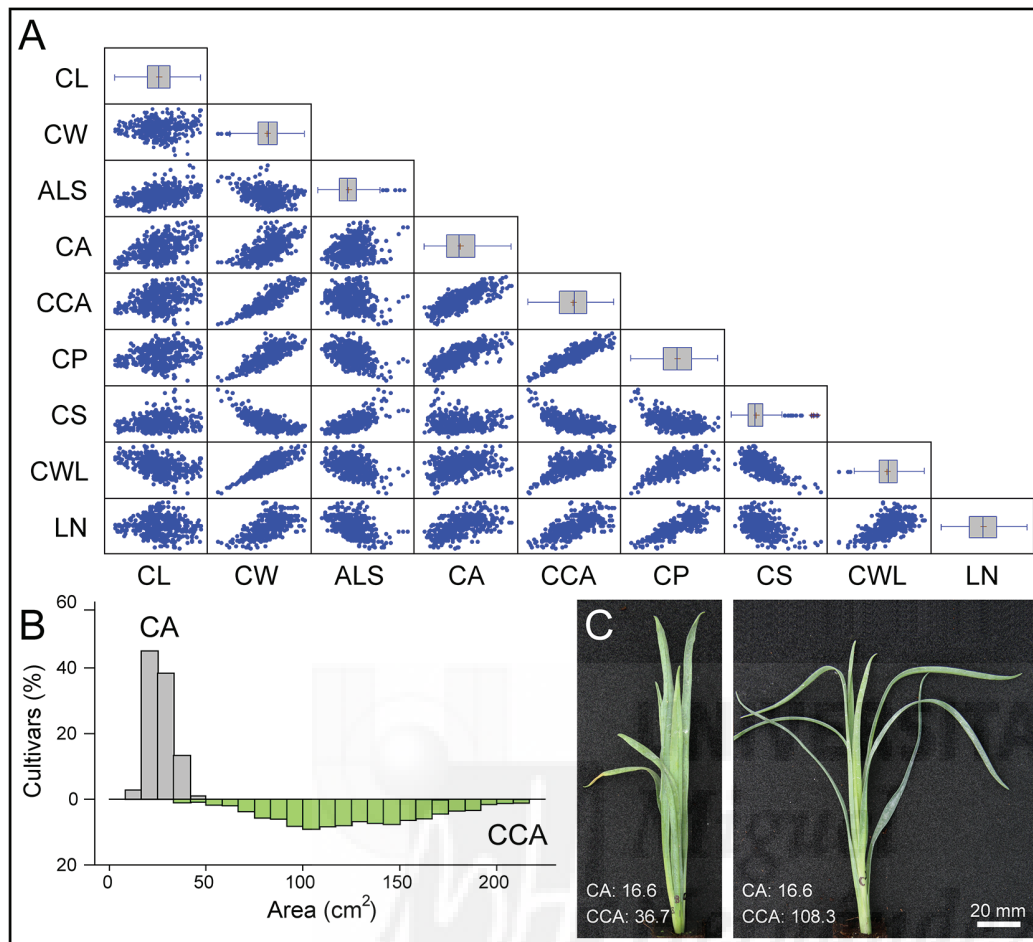 A
CL
CW
ALS
CA
CCA
CP
CS
CWL
LN
CL CW ALS CA CCA CP CS CWL LN
B
60
40
20
0
20
Cultivars (%)
CA
CCA
0 50 100 150 200
Area (cm²)
C
CA: 16.6
CCA: 36.7
CA: 16.6
CCA: 108.3
20 mm